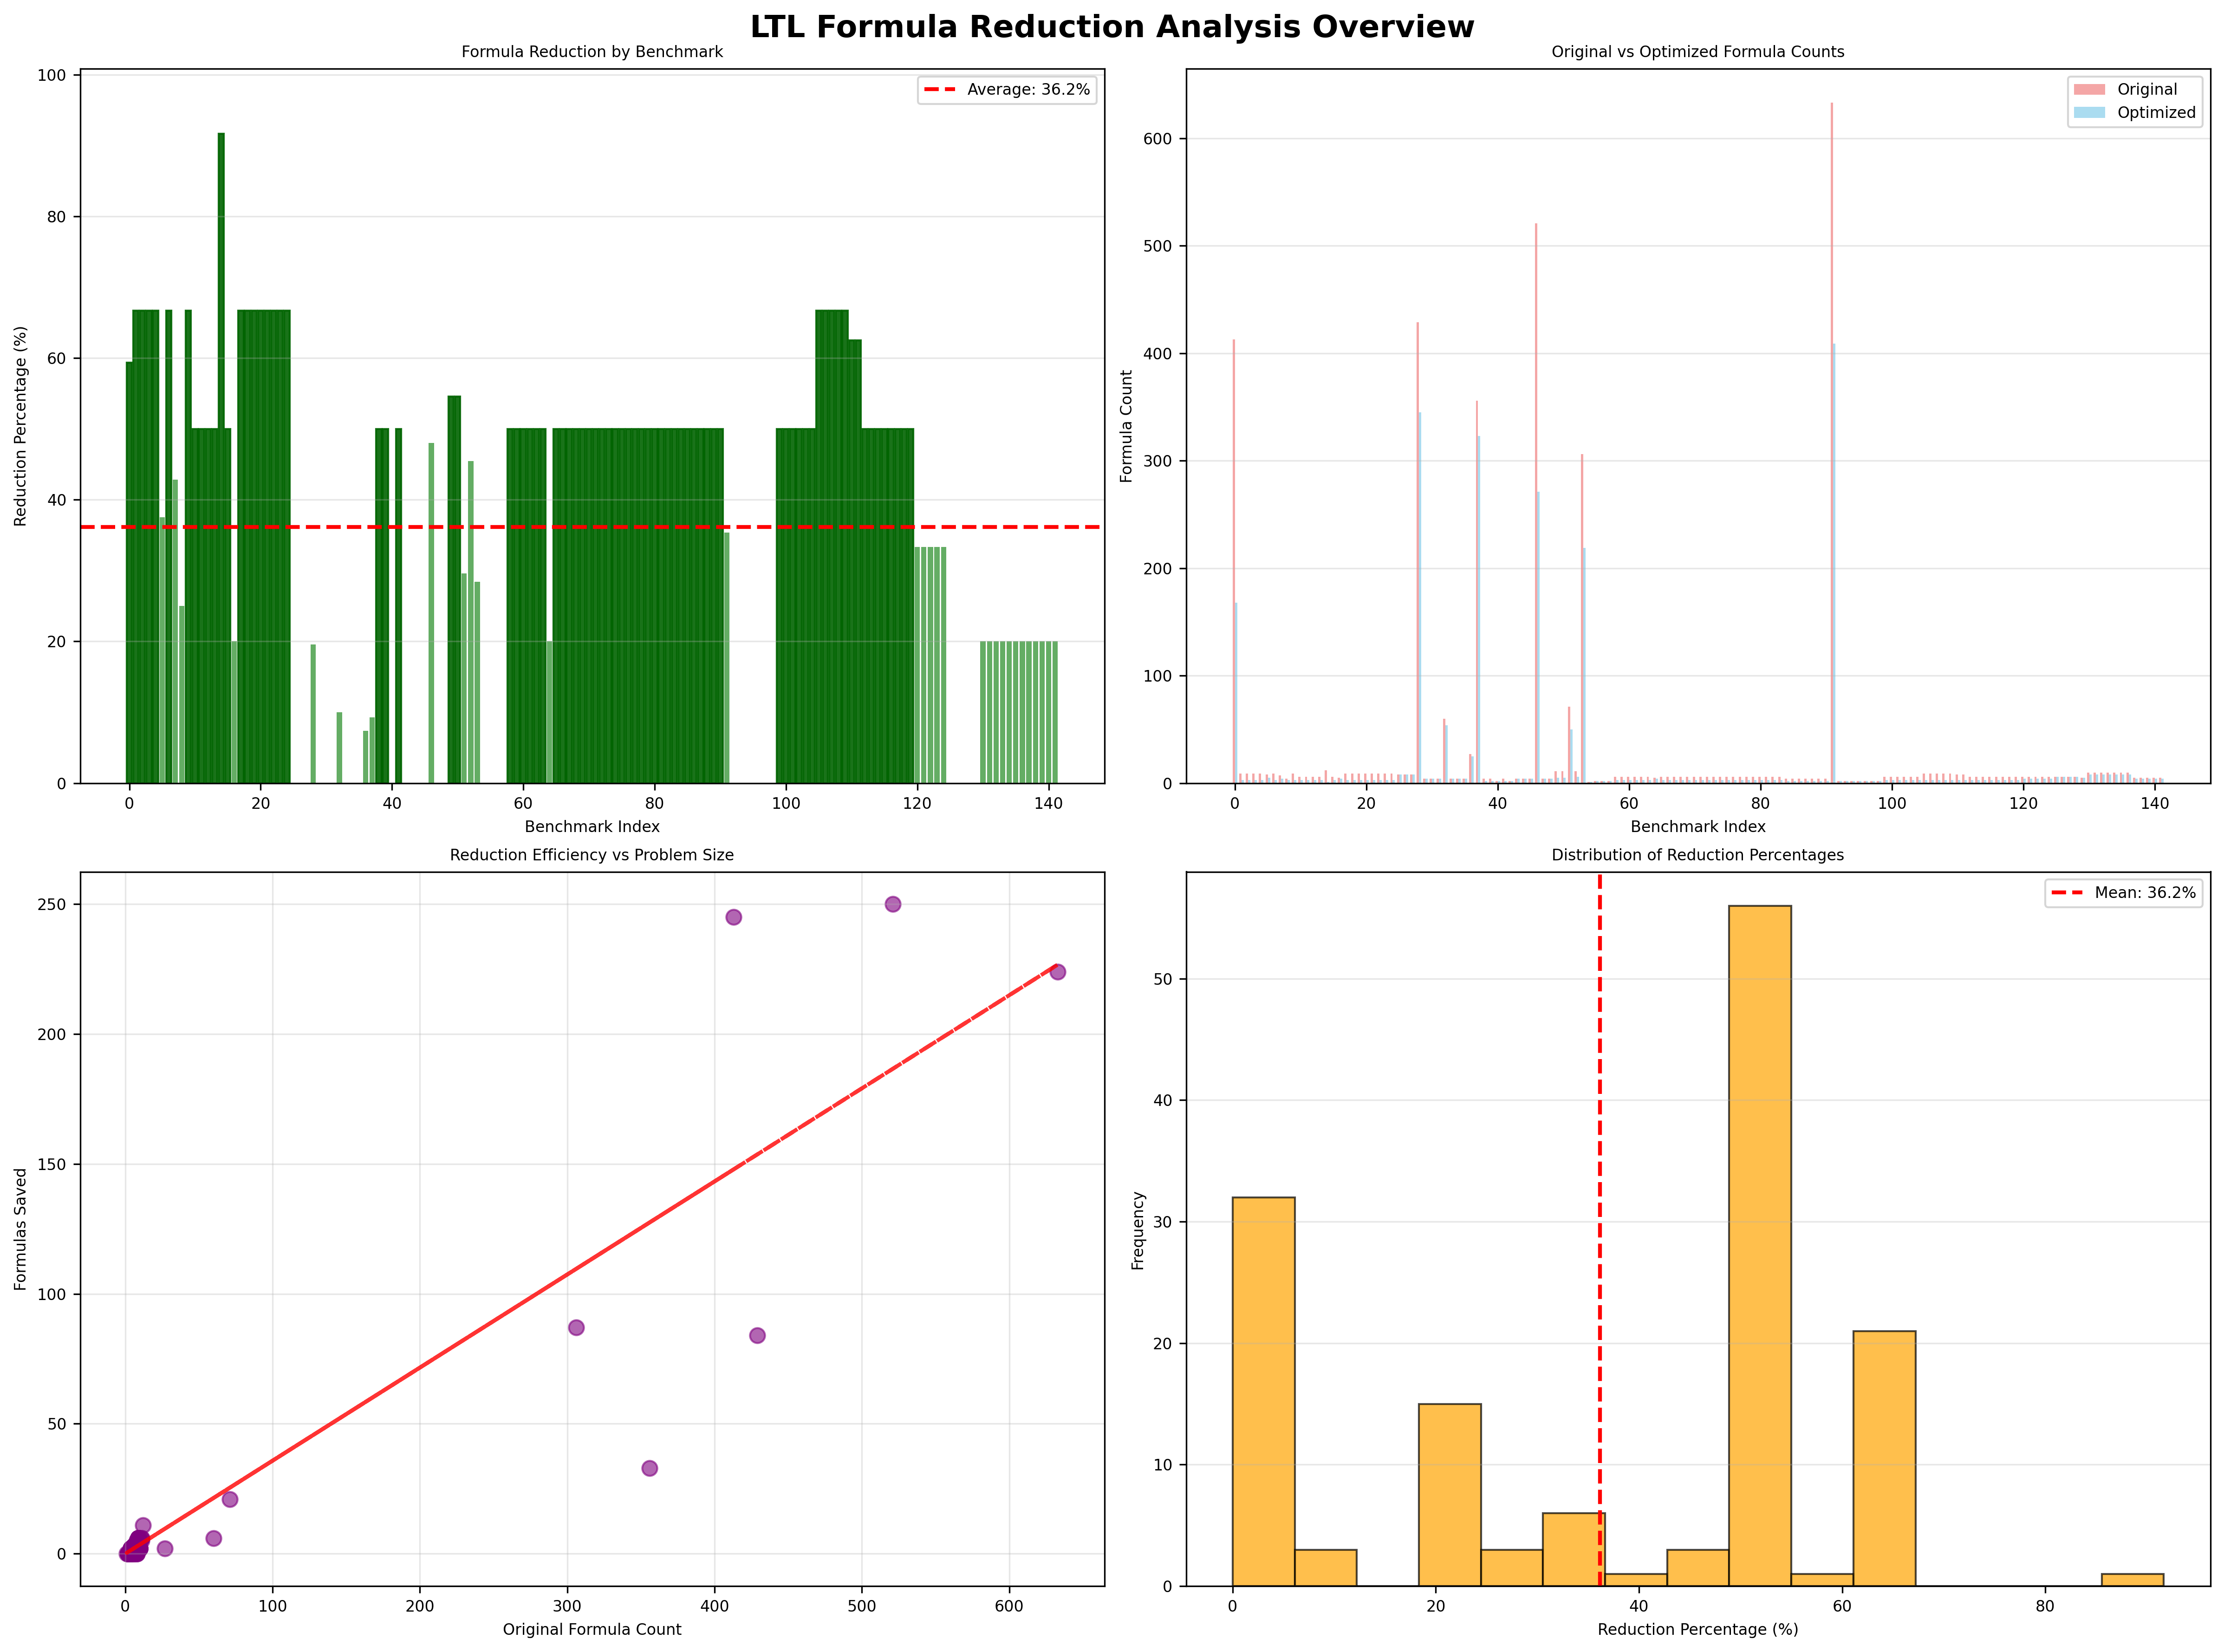 LTL Formula Reduction Analysis Overview
Formula Reduction by Benchmark
Average: 36.2%
Reduction Percentage (%)
100
80
60
40
20
0
0 20 40 60 80 100 120 140
Benchmark Index
Original vs Optimized Formula Counts
Original
Optimized
Formula Count
600
500
400
300
200
100
0
0 20 40 60 80 100 120 140
Benchmark Index
Reduction Efficiency vs Problem Size
Formulas Saved
250
200
150
100
50
0
0 100 200 300 400 500 600
Original Formula Count
Distribution of Reduction Percentages
Mean: 36.2%
Frequency
50
40
30
20
10
0
0 20 40 60 80
Reduction Percentage (%)